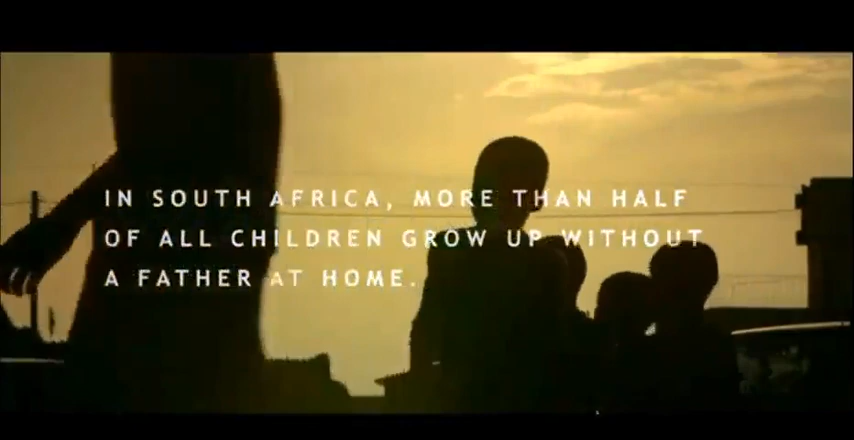 IN SOUTH AFRICA, MORE THAN HALF
OF ALL CHILDREN GROW UP WITHOUT
A FATHER AT HOME.